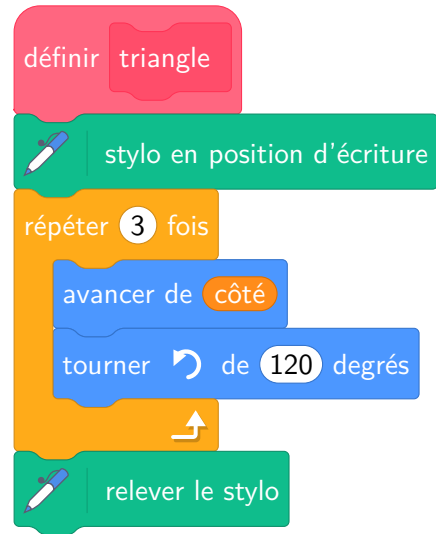 définir triangle
stylo en position d'écriture
répéter 3 fois
avancer de côté
tourner de 120 degrés
relever le stylo